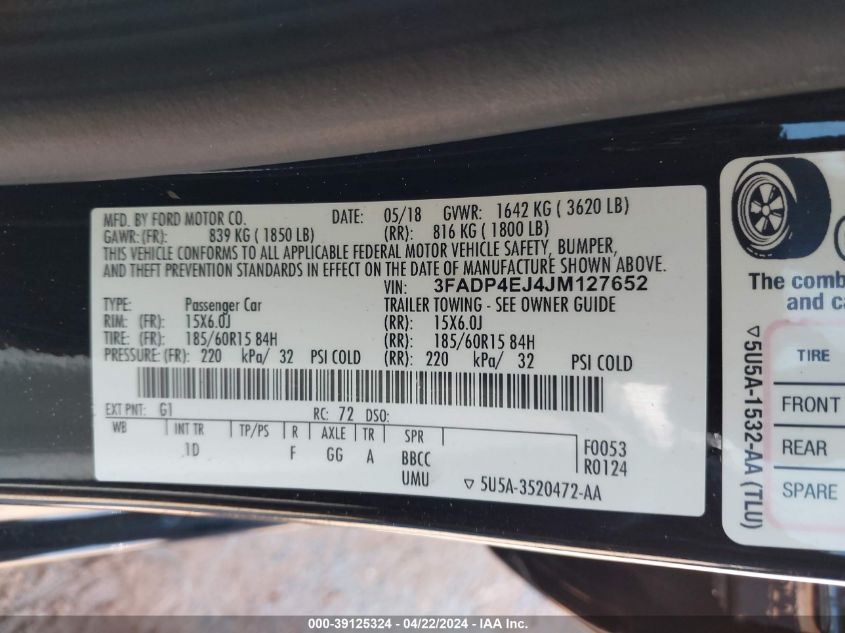 MFD. BY FORD MOTOR CO. DATE: 05/18 GVWR: 1642 KG ( 3620 LB)
GAWR:(FR): 839 KG ( 1850 LB) (RR): 816 KG ( 1800 LB)
THIS VEHICLE CONFORMS TO ALL APPLICABLE FEDERAL MOTOR VEHICLE SAFETY, BUMPER,
AND THEFT PREVENTION STANDARDS IN EFFECT ON THE DATE OF MANUFACTURE SHOWN ABOVE.
VIN: 3FADP4EJ4JM127652
TYPE: Passenger Car TRAILER TOWING - SEE OWNER GUIDE
RIM: (FR): 15X6.0J (RR): 15X6.0J
TIRE: (FR): 185/60R15 84H (RR): 185/60R15 84H
PRESSURE:(FR): 220 kPa/ 32 PSI COLD (RR): 220 kPa/ 32 PSI COLD
EXT PNT: G1 RC: 72 DSO:
WB INT TR TP/PS R AXLE TR SPR F0053
1D F GG A BBCC R0124
UMU ▽ 5U5A-3520472-AA
The comb
and ca
▽5U5A-1532-AA (TLU)
TIRE
FRONT
REAR
SPARE
000-39125324 - 04/22/2024 - IAA Inc.